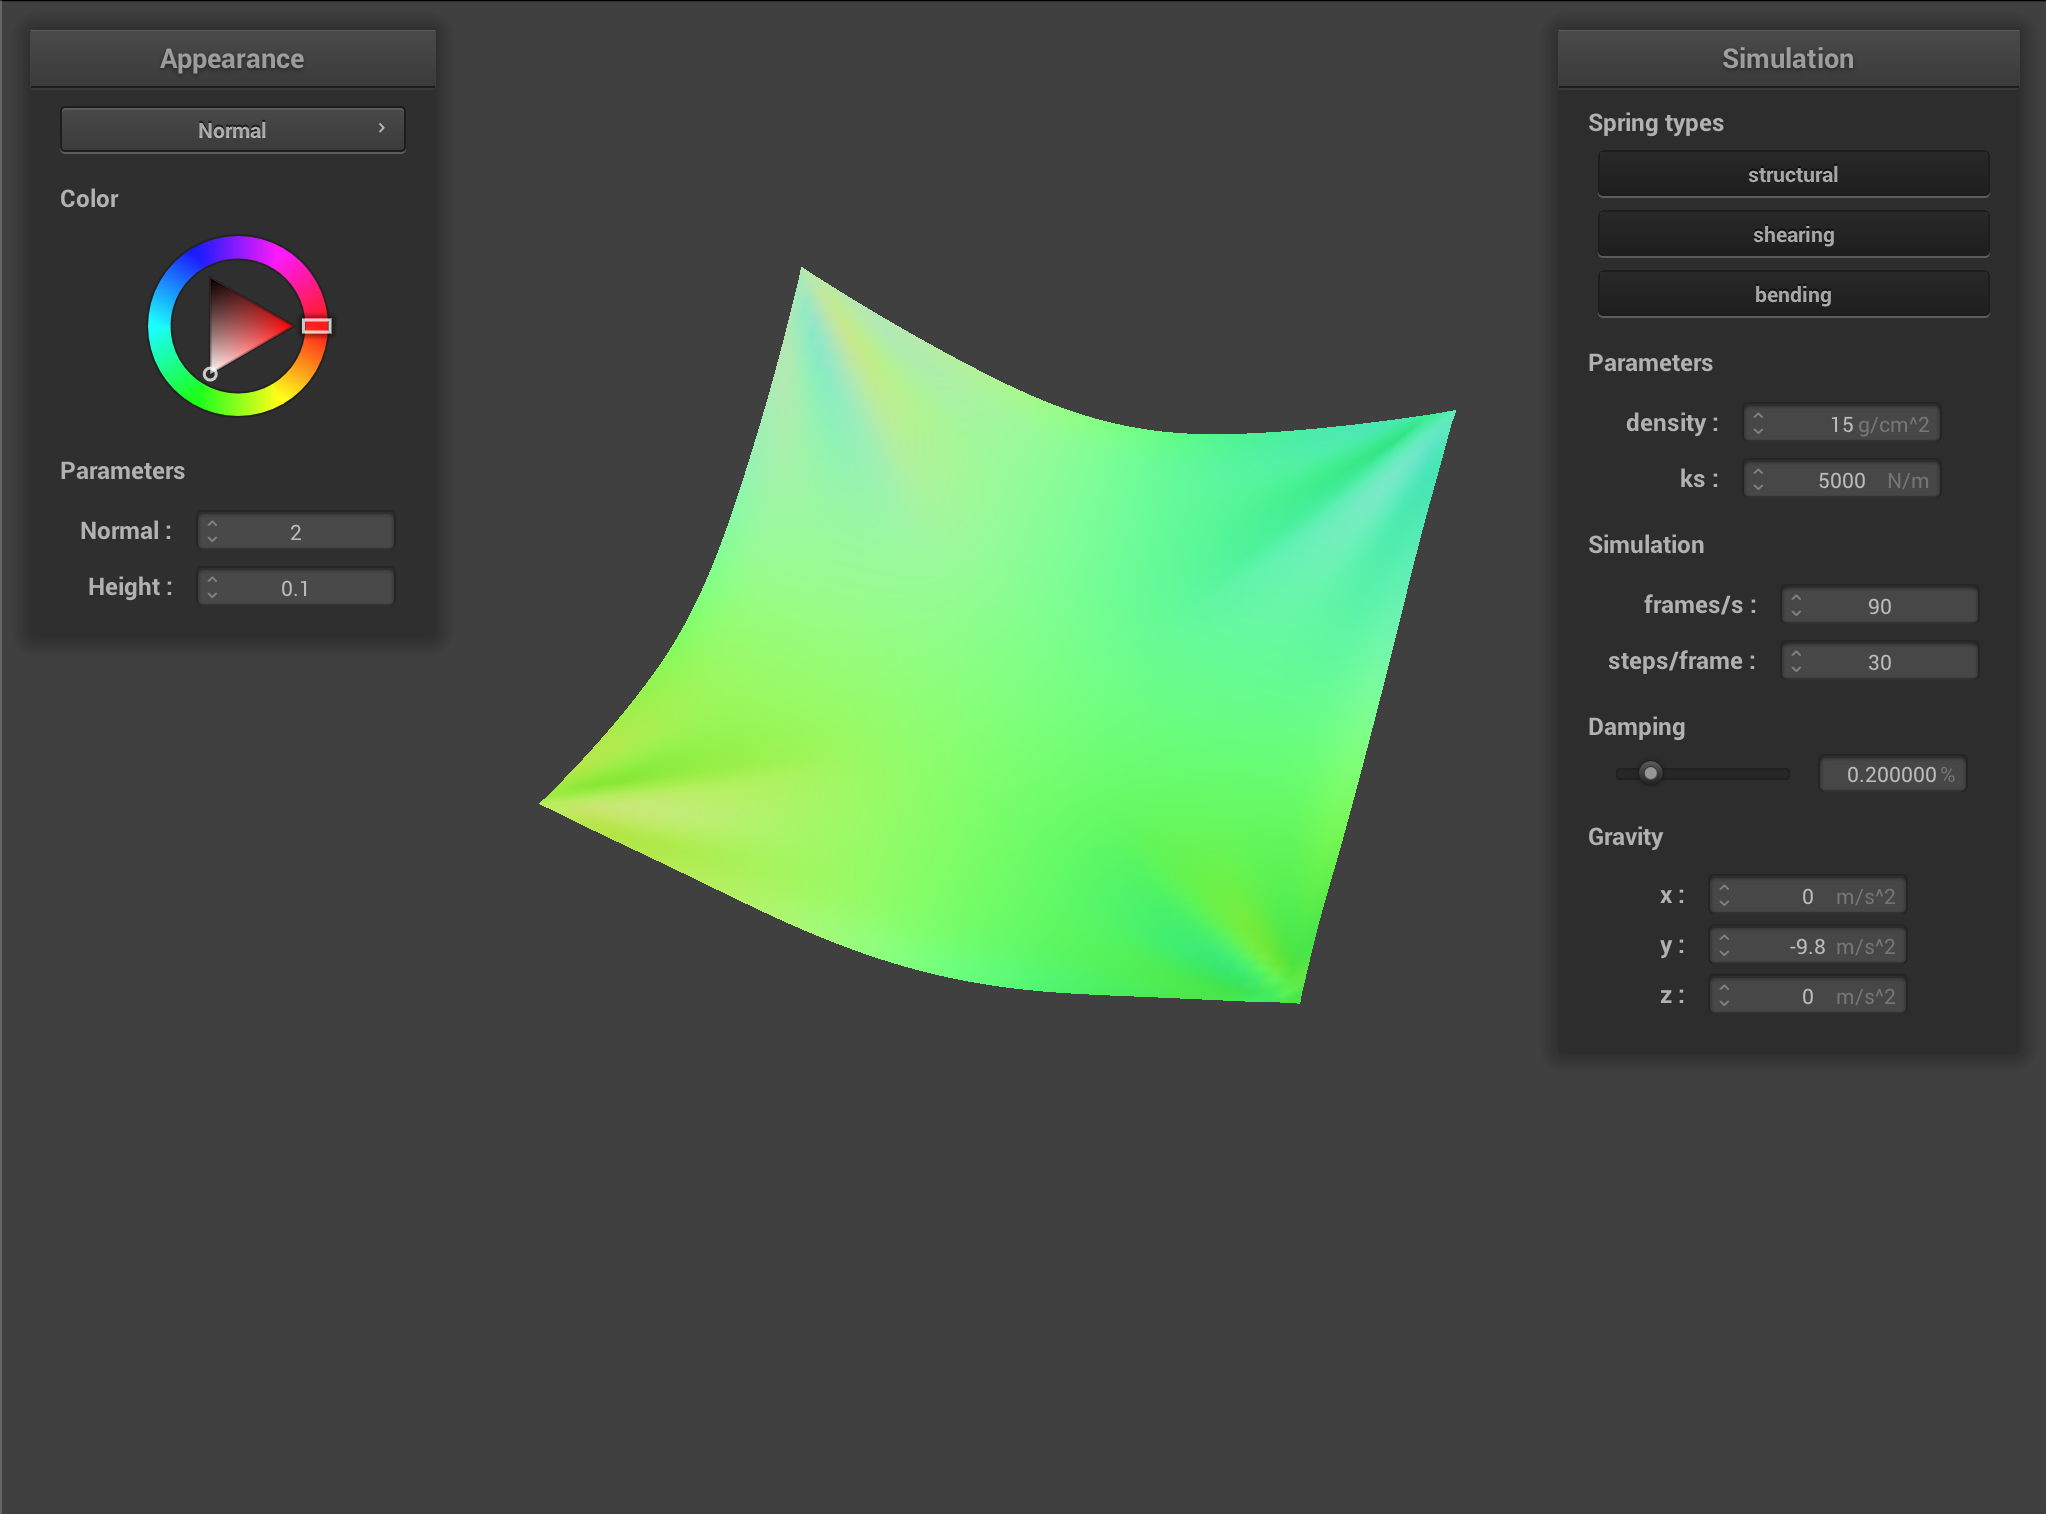 Appearance
Normal
Color
Parameters
Normal : 2
Height : 0.1
Simulation
Spring types
structural
shearing
bending
Parameters
density : 15 g/cm^2
ks : 5000 N/m
Simulation
frames/s : 90
steps/frame : 30
Damping
0.200000 %
Gravity
x : 0 m/s^2
y : -9.8 m/s^2
z : 0 m/s^2